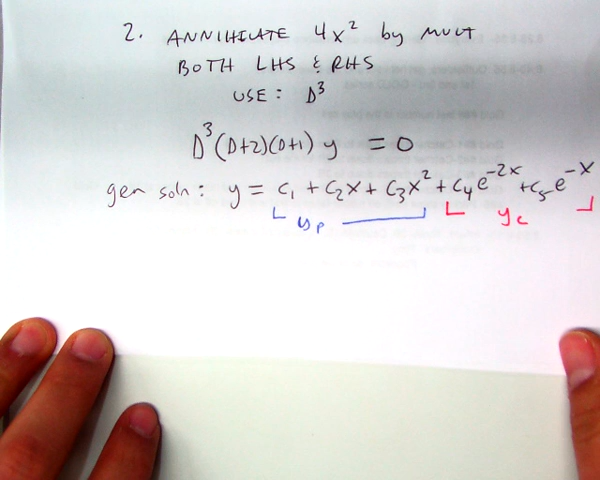 2. ANNIHILATE 4x² by MULT
BOTH LHS & RHS
USE: D³
D³(D+2)(D+1) y = 0
gen soln: y = c₁ + c₂x + c₃x² + c₄e⁻²ˣ + c₅e⁻ˣ
yₚ y꜀